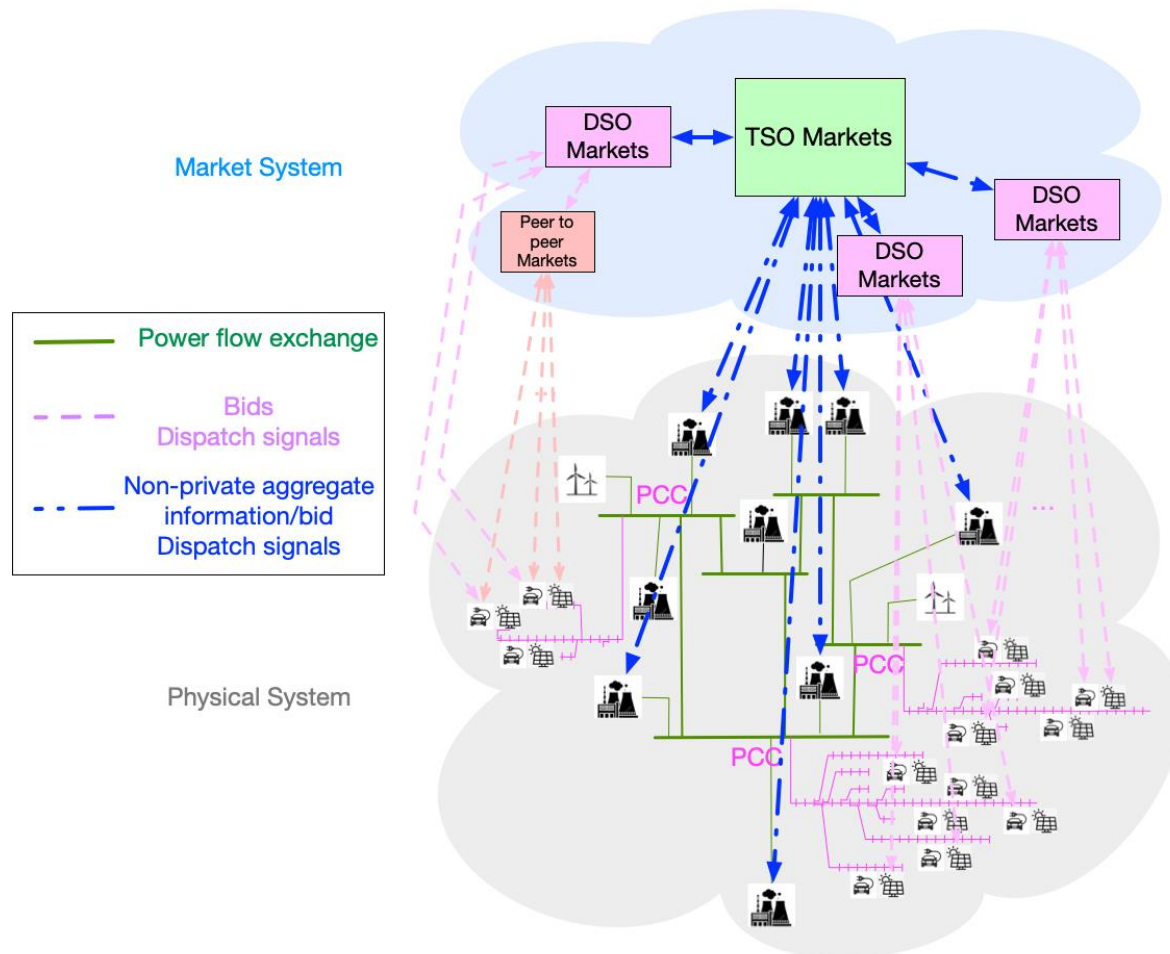 DSO
Markets
TSO Markets
Market System
DSO
Markets
Peer to
peer
Markets
DSO
Markets
Power flow exchange
Bids
Dispatch signals
Non-private aggregate
information/bid
Dispatch signals
...
PCC
...
PCC
Physical System
PCC